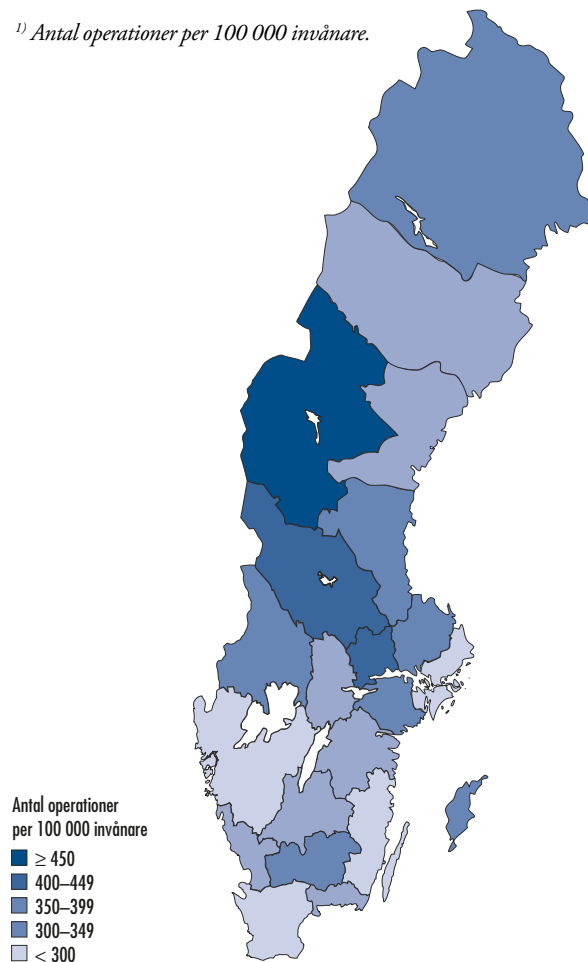 1) Antal operationer per 100 000 invånare.
Antal operationer
per 100 000 invånare
≥ 450
400–449
350–399
300–349
< 300